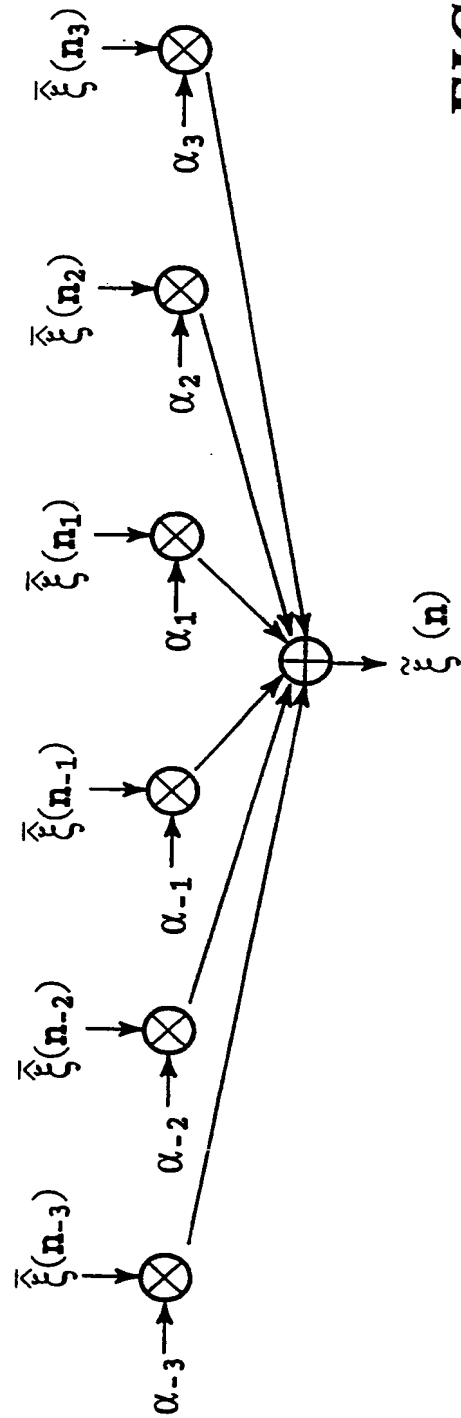 ξ̂̅(n₋₃) ξ̂̅(n₋₂) ξ̂̅(n₋₁) ξ̂̅(n₁) ξ̂̅(n₂) ξ̂̅(n₃)
α₋₃ α₋₂ α₋₁ α₁ α₂ α₃
ξ̃(n)